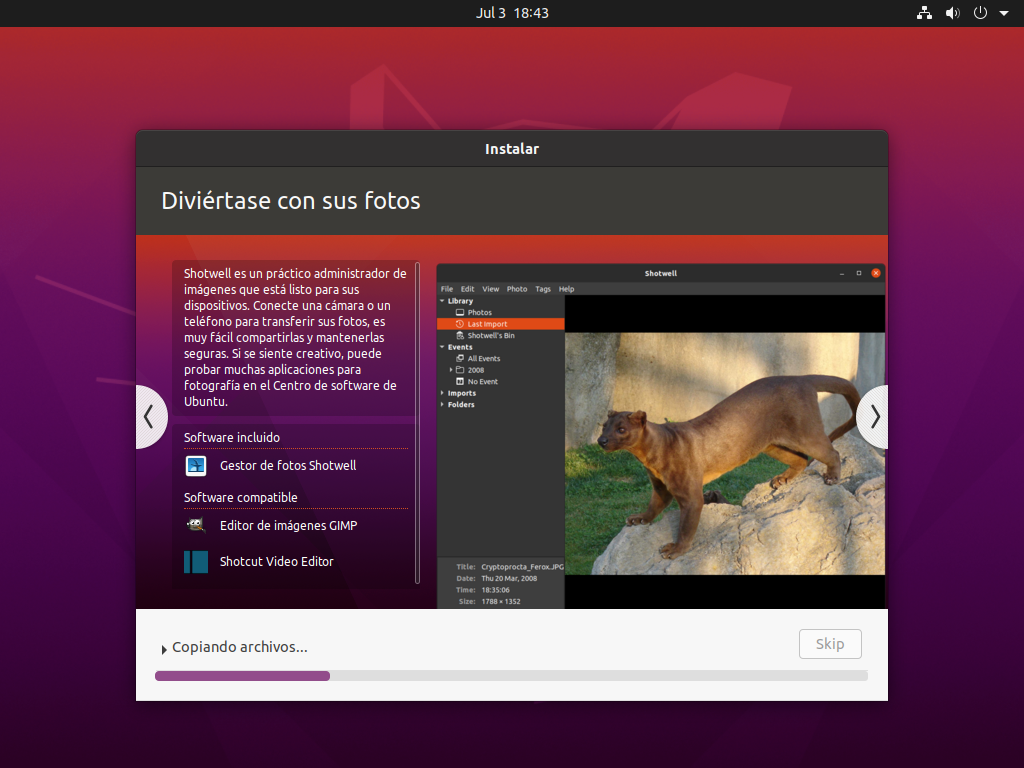 Jul 3 18:43
Instalar
Diviértase con sus fotos
Shotwell es un práctico administrador de
imágenes que está listo para sus
dispositivos. Conecte una cámara o un
teléfono para transferir sus fotos, es
muy fácil compartirlas y mantenerlas
seguras. Si se siente creativo, puede
probar muchas aplicaciones para
fotografía en el Centro de software de
Ubuntu.
Software incluido
Gestor de fotos Shotwell
Software compatible
Editor de imágenes GIMP
Shotcut Video Editor
Shotwell
File Edit View Photo Tags Help
Library
Photos
Last Import
Shotwell's Bin
Events
All Events
2008
No Event
Imports
Folders
Title: Cryptoprocta_Ferox.JPG
Date: Thu 20 Mar, 2008
Time: 18:35:06
Size: 1788 × 1352
Copiando archivos...
Skip